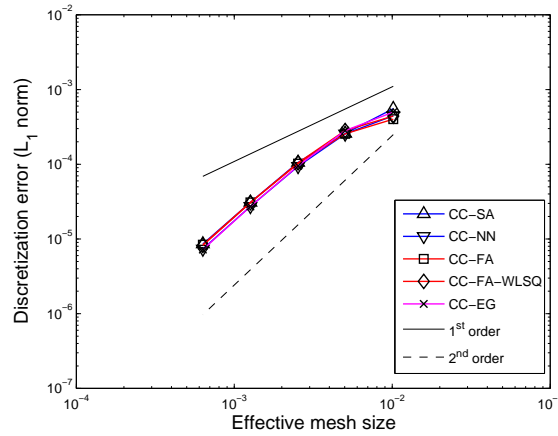 10⁻²
10⁻³
10⁻⁴
10⁻⁵
10⁻⁶
10⁻⁷
Discretization error (L₁ norm)
CC−SA
CC−NN
CC−FA
CC−FA−WLSQ
CC−EG
1ˢᵗ order
2ⁿᵈ order
10⁻⁴ 10⁻³ 10⁻² 10⁻
Effective mesh size